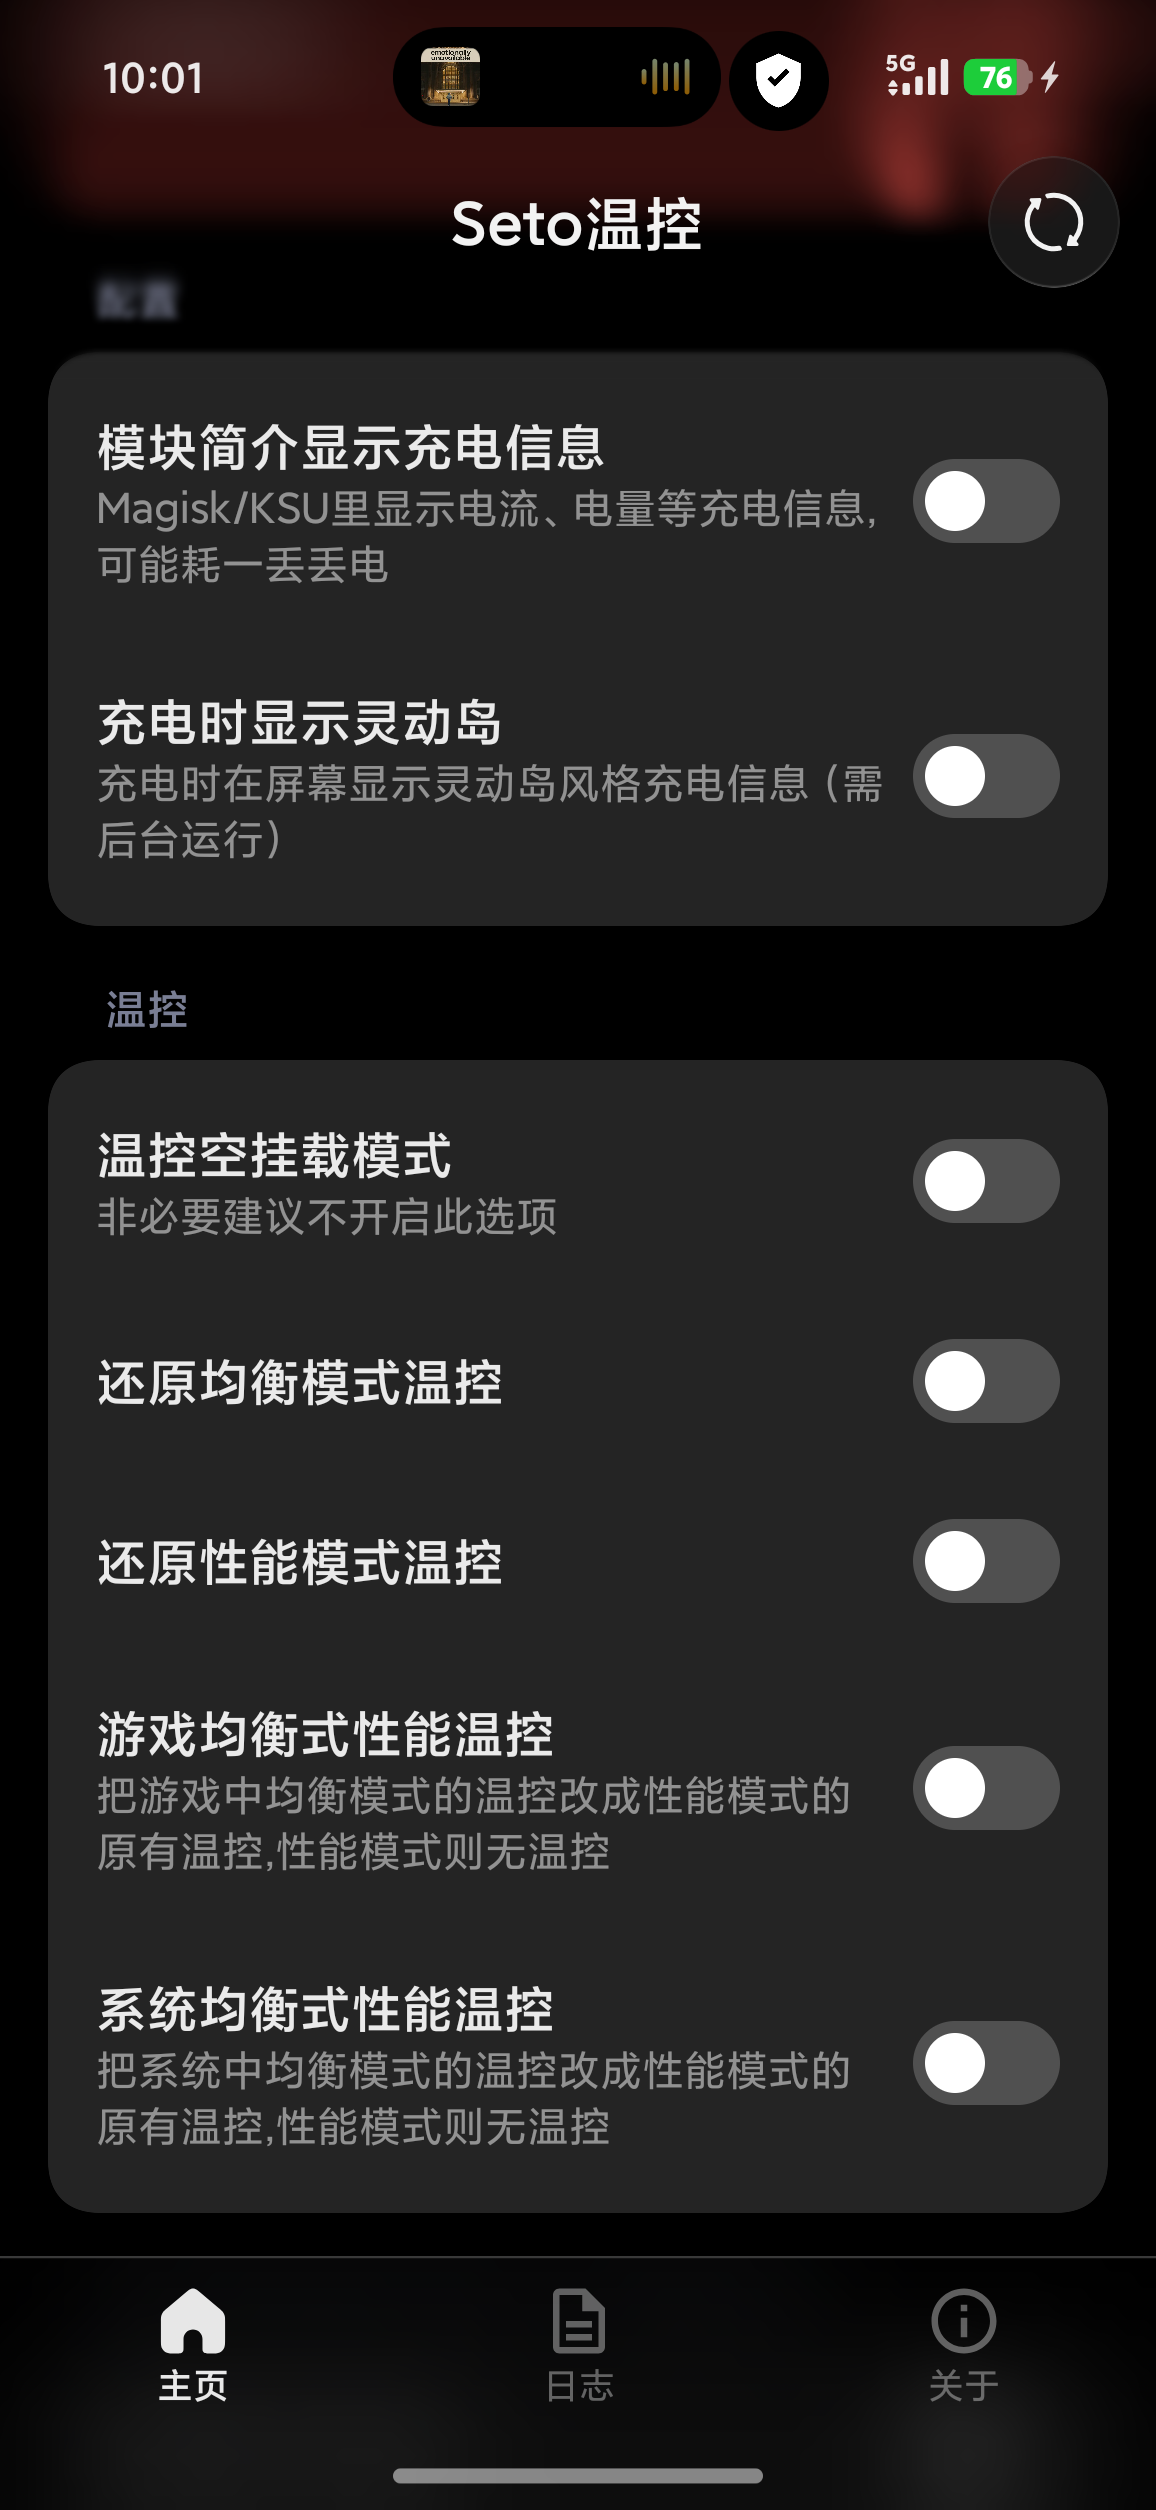 10:01
emotionally
unavailable
5G
76
Seto温控
配置
模块简介显示充电信息
Magisk/KSU里显示电流、电量等充电信息,
可能耗一丢丢电
充电时显示灵动岛
充电时在屏幕显示灵动岛风格充电信息（需
后台运行）
温控
温控空挂载模式
非必要建议不开启此选项
还原均衡模式温控
还原性能模式温控
游戏均衡式性能温控
把游戏中均衡模式的温控改成性能模式的
原有温控,性能模式则无温控
系统均衡式性能温控
把系统中均衡模式的温控改成性能模式的
原有温控,性能模式则无温控
主页
日志
关于